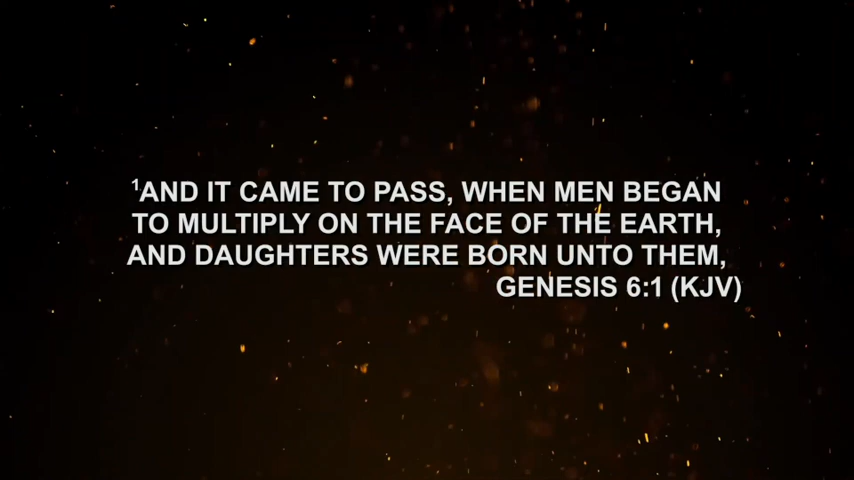 ¹AND IT CAME TO PASS, WHEN MEN BEGAN
TO MULTIPLY ON THE FACE OF THE EARTH,
AND DAUGHTERS WERE BORN UNTO THEM,
GENESIS 6:1 (KJV)